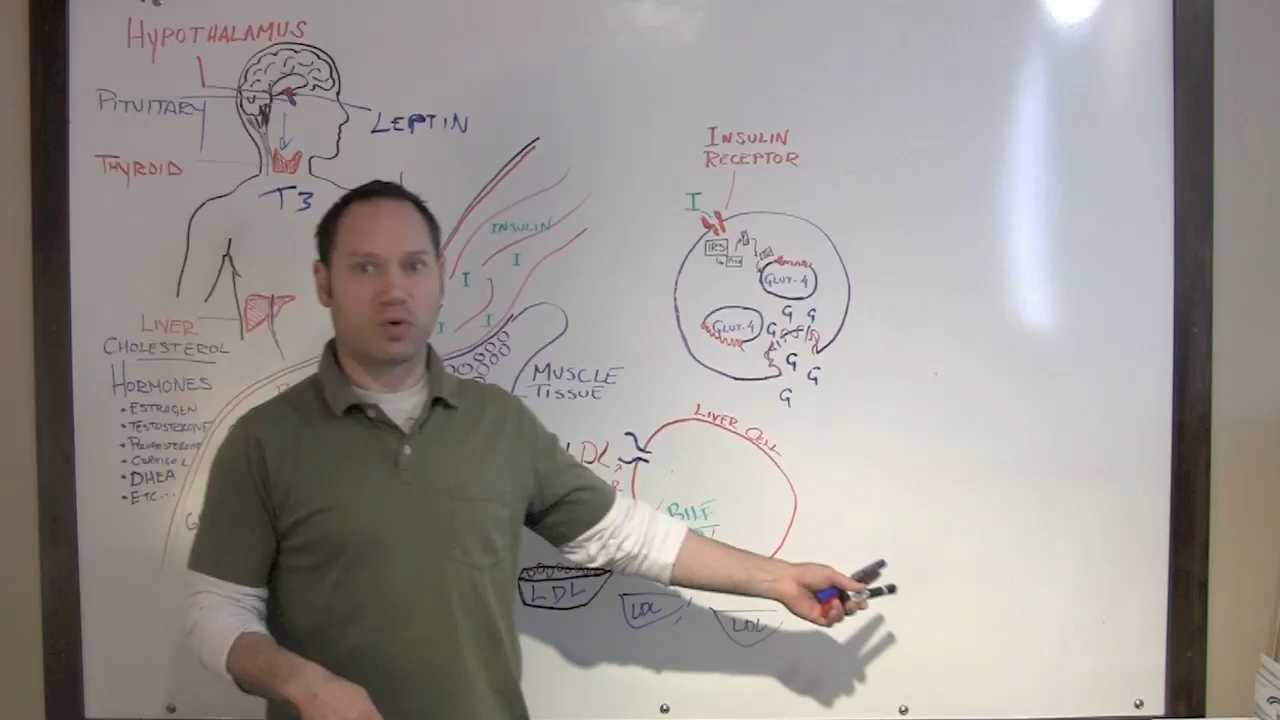 HYPOTHALAMUS
PITUITARY
LEPTIN
THYROID
T3
LIVER
CHOLESTEROL
HORMONES
• ESTROGEN
• TESTOSTERONE
• CORTISOL
• DHEA
• ETC...
INSULIN
I
I
I
I
MUSCLE
TISSUE
INSULIN
RECEPTOR
I
IRS
GLUT-4
GLUT-4
G
G
G
G
G
G
LIVER CELL
LDL
BILE
LDL
LDL
LDL